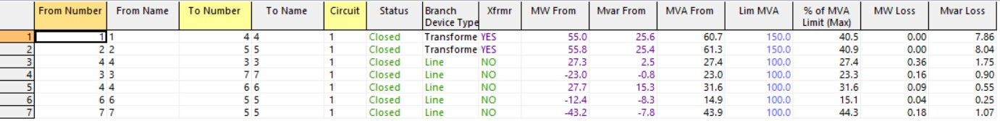 From Number From Name To Number To Name Circuit Status Branch Device Type Xfrmr MW From Mvar From MVA From Lim MVA % of MVA Limit (Max) MW Loss Mvar Loss
1 1 1 4 4 1 Closed Transforme YES 55.0 25.6 60.7 150.0 40.5 0.00 7.86
2 2 2 5 5 1 Closed Transforme YES 55.8 25.4 61.3 150.0 40.9 0.00 8.04
3 4 4 3 3 1 Closed Line NO 27.3 2.5 27.4 100.0 27.4 0.36 1.75
4 3 3 7 7 1 Closed Line NO -23.0 -0.8 23.0 100.0 23.3 0.16 0.90
5 4 4 6 6 1 Closed Line NO 27.7 15.3 31.6 100.0 31.6 0.09 0.55
6 6 6 5 5 1 Closed Line NO -12.4 -8.3 14.9 100.0 15.1 0.04 0.25
7 7 7 5 5 1 Closed Line NO -43.2 -7.8 43.9 100.0 44.3 0.18 1.07